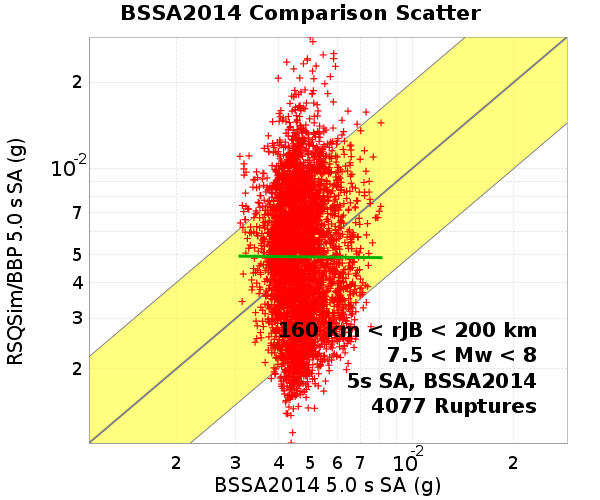 BSSA2014 Comparison Scatter
RSQSim/BBP 5.0 s SA (g)
2
10-2
7
5
4
3
2
160 km < rJB < 200 km
7.5 < Mw < 8
5s SA, BSSA2014
4077 Ruptures
2 3 4 5 6 7 10-2 2
BSSA2014 5.0 s SA (g)